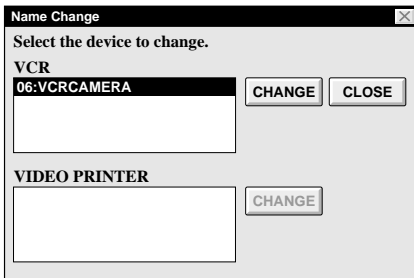 Name Change
Select the device to change.
VCR
06:VCRCAMERA
CHANGE CLOSE
VIDEO PRINTER
CHANGE